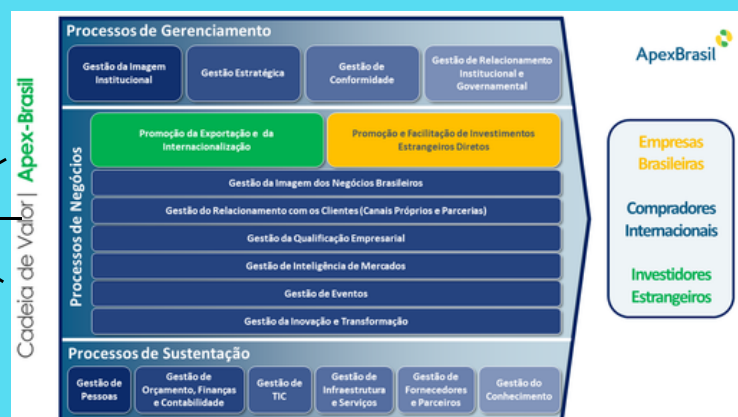 Processos de Gerenciamento
Gestão da Imagem
Institucional
Gestão Estratégica
Gestão de
Conformidade
Gestão de Relacionamento
Institucional e
Governamental
ApexBrasil
Cadeia de Valor | Apex-Brasil
Processos de Negócios
Promoção da Exportação e da
Internacionalização
Promoção e Facilitação de Investimentos
Estrangeiros Diretos
Gestão da Imagem dos Negócios Brasileiros
Gestão do Relacionamento com os Clientes (Canais Próprios e Parcerias)
Gestão da Qualificação Empresarial
Gestão de Inteligência de Mercados
Gestão de Eventos
Gestão da Inovação e Transformação
Empresas
Brasileiras
Compradores
Internacionais
Investidores
Estrangeiros
Processos de Sustentação
Gestão de
Pessoas
Gestão de
Orçamento, Finanças
e Contabilidade
Gestão de
TIC
Gestão de
Infraestrutura
e Serviços
Gestão de
Fornecedores
e Parceiros
Gestão do
Conhecimento